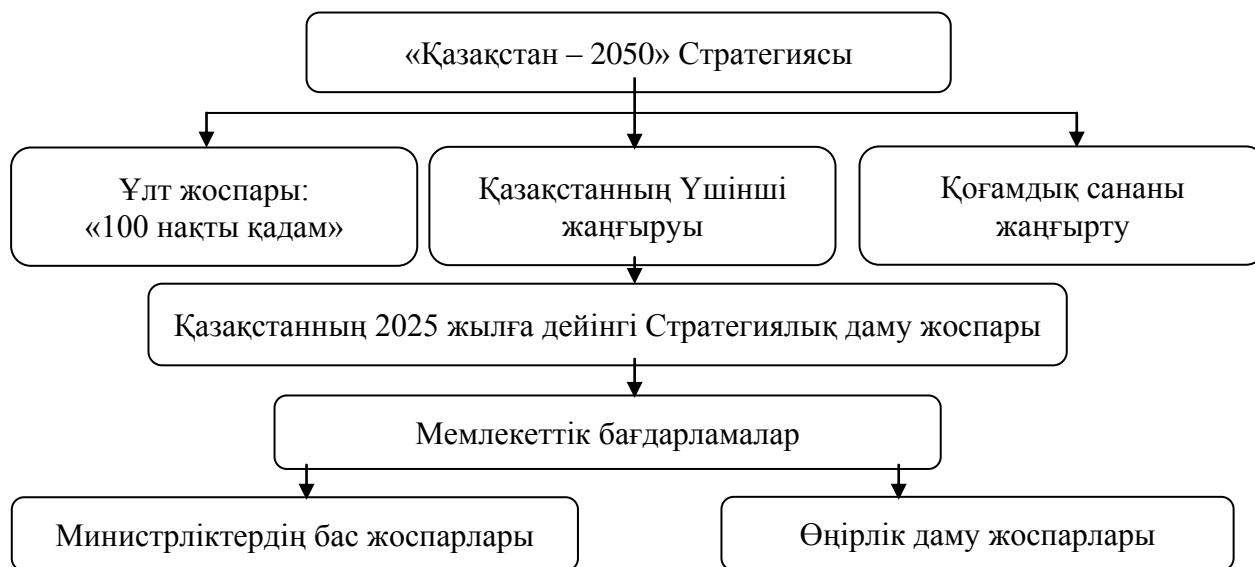 «Қазақстан – 2050» Стратегиясы
Ұлт жоспары:
«100 нақты қадам»
Қазақстанның Үшінші
жаңғыруы
Қоғамдық сананы
жаңғырту
Қазақстанның 2025 жылға дейінгі Стратегиялық даму жоспары
Мемлекеттік бағдарламалар
Министрліктердің бас жоспарлары
Өңірлік даму жоспарлары